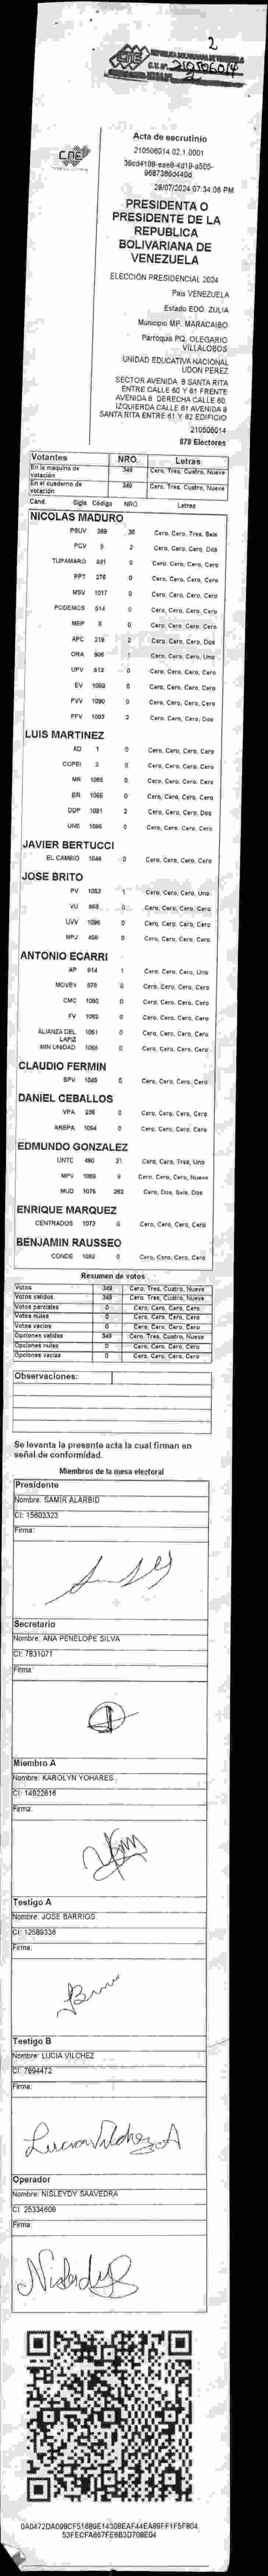 2
REPÚBLICA BOLIVARIANA DE VENEZUELA
C.V. Nº. 210506014
2
CNE
Acta de escrutinio
210506014.02.1.0001
28/07/2024 07:34:06 PM
PRESIDENTA O
PRESIDENTE DE LA
REPUBLICA
BOLIVARIANA DE
VENEZUELA
ELECCIÓN PRESIDENCIAL 2024
País VENEZUELA
Estado EDO. ZULIA
Municipio MP. MARACAIBO
Parroquia PQ. OLEGARIO
VILLALOBOS
UNIDAD EDUCATIVA NACIONAL
UDON PEREZ
SECTOR AVENIDA 8 SANTA RITA
ENTRE CALLE 60 Y 61 FRENTE
AVENIDA 8 DERECHA CALLE 60
IZQUIERDA CALLE 61 AVENIDA 8
SANTA RITA ENTRE 61 Y 62 EDIFICIO
210506014
878 Electores
Votantes NRO. Letras
En la maquina de votación 349 Cero, Tres, Cuatro, Nueve
En el cuaderno de votación 349 Cero, Tres, Cuatro, Nueve
Cand. Sigla Código NRO. Letras
NICOLAS MADURO
PSUV 269 36 Cero, Cero, Tres, Seis
PCV 5 2 Cero, Cero, Cero, Dos
TUPAMARO 931 0 Cero, Cero, Cero, Cero
PPT 276 0 Cero, Cero, Cero, Cero
MSV 1017 0 Cero, Cero, Cero, Cero
PODEMOS 514 0 Cero, Cero, Cero, Cero
MEP 6 0 Cero, Cero, Cero, Cero
APC 219 2 Cero, Cero, Cero, Dos
ORA 906 1 Cero, Cero, Cero, Uno
UPV 613 0 Cero, Cero, Cero, Cero
EV 1089 0 Cero, Cero, Cero, Cero
PVV 1090 0 Cero, Cero, Cero, Cero
PFV 1093 2 Cero, Cero, Cero, Dos
LUIS MARTINEZ
AD 1 0 Cero, Cero, Cero, Cero
COPEI 2 0 Cero, Cero, Cero, Cero
MR 1065 0 Cero, Cero, Cero, Cero
BR 1066 0 Cero, Cero, Cero, Cero
DDP 1091 2 Cero, Cero, Cero, Dos
UNE 1095 0 Cero, Cero, Cero, Cero
JAVIER BERTUCCI
EL CAMBIO 1048 0 Cero, Cero, Cero, Cero
JOSE BRITO
PV 1053 1 Cero, Cero, Cero, Uno
VU 868 0 Cero, Cero, Cero, Cero
UVV 1096 0 Cero, Cero, Cero, Cero
MPJ 450 0 Cero, Cero, Cero, Cero
ANTONIO ECARRI
AP 814 1 Cero, Cero, Cero, Uno
MOVEV 878 0 Cero, Cero, Cero, Cero
CMC 1050 0 Cero, Cero, Cero, Cero
FV 1062 0 Cero, Cero, Cero, Cero
ALIANZA DEL LAPIZ 1061 0 Cero, Cero, Cero, Cero
MIN UNIDAD 1068 0 Cero, Cero, Cero, Cero
CLAUDIO FERMIN
SPV 1049 0 Cero, Cero, Cero, Cero
DANIEL CEBALLOS
VPA 236 0 Cero, Cero, Cero, Cero
AREPA 1094 0 Cero, Cero, Cero, Cero
EDMUNDO GONZALEZ
UNTC 460 31 Cero, Cero, Tres, Uno
MPV 1069 9 Cero, Cero, Cero, Nueve
MUD 1075 262 Cero, Dos, Seis, Dos
ENRIQUE MARQUEZ
CENTRADOS 1073 0 Cero, Cero, Cero, Cero
BENJAMIN RAUSSEO
CONDE 1092 0 Cero, Cero, Cero, Cero
Resumen de votos
Votos 349 Cero, Tres, Cuatro, Nueve
Votos validos 349 Cero, Tres, Cuatro, Nueve
Votos parciales 0 Cero, Cero, Cero, Cero
Votos nulos 0 Cero, Cero, Cero, Cero
Votos vacios 0 Cero, Cero, Cero, Cero
Opciones validas 349 Cero, Tres, Cuatro, Nueve
Opciones nulas 0 Cero, Cero, Cero, Cero
Opciones vacias 0 Cero, Cero, Cero, Cero
Observaciones:
Se levanta la presente acta la cual firman en
señal de conformidad.
Miembros de la mesa electoral
Presidente
Nombre: SAMIR ALARBID
CI: 15603323
Firma:
Secretario
Nombre: ANA PENELOPE SILVA
CI: 7831071
Firma:
Miembro A
Nombre: KAROLYN YOHARES
CI: 14922616
Firma:
Testigo A
Nombre: JOSE BARRIOS
CI: 12589336
Firma:
Testigo B
Nombre: LUCIA VILCHEZ
CI: 7894472
Firma:
Lucia Vilchez A
Operador
Nombre: NISLEYDY SAAVEDRA
CI: 25334609
Firma:
0A0472DA098CF51689E14308EAF44EA89FF1F5F804
53FECFA667FE6B3D708E04